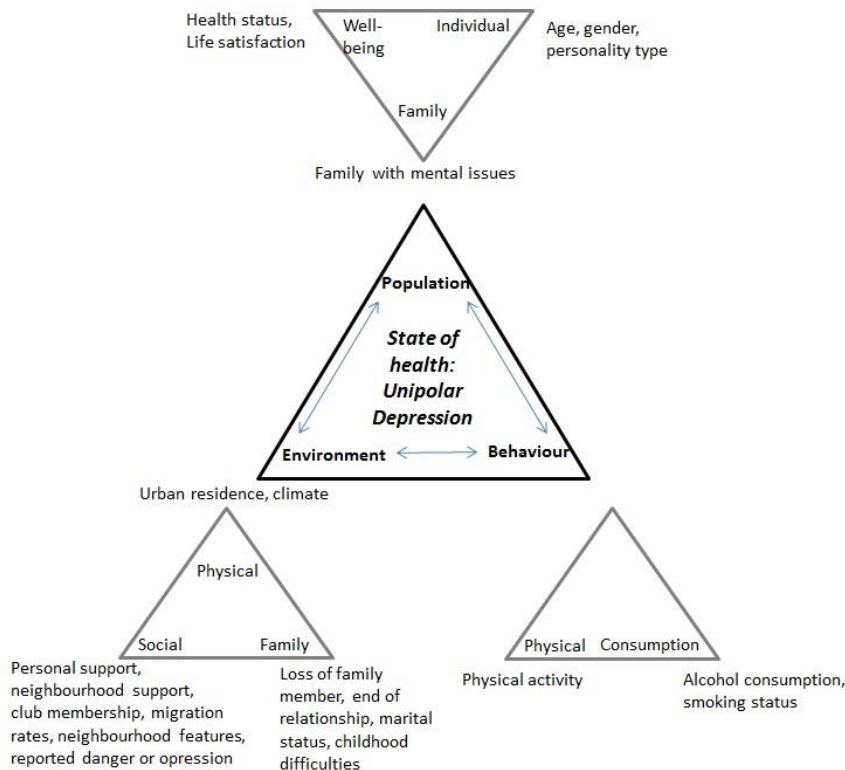 Health status,
Life satisfaction
Well-
being
Individual
Age, gender,
personality type
Family
Family with mental issues
Population
State of
health:
Unipolar
Depression
Environment
Behaviour
Urban residence, climate
Physical
Social
Family
Physical
Consumption
Personal support,
neighbourhood support,
club membership, migration
rates, neighbourhood features,
reported danger or opression
Loss of family
member, end of
relationship, marital
status, childhood
difficulties
Physical activity
Alcohol consumption,
smoking status